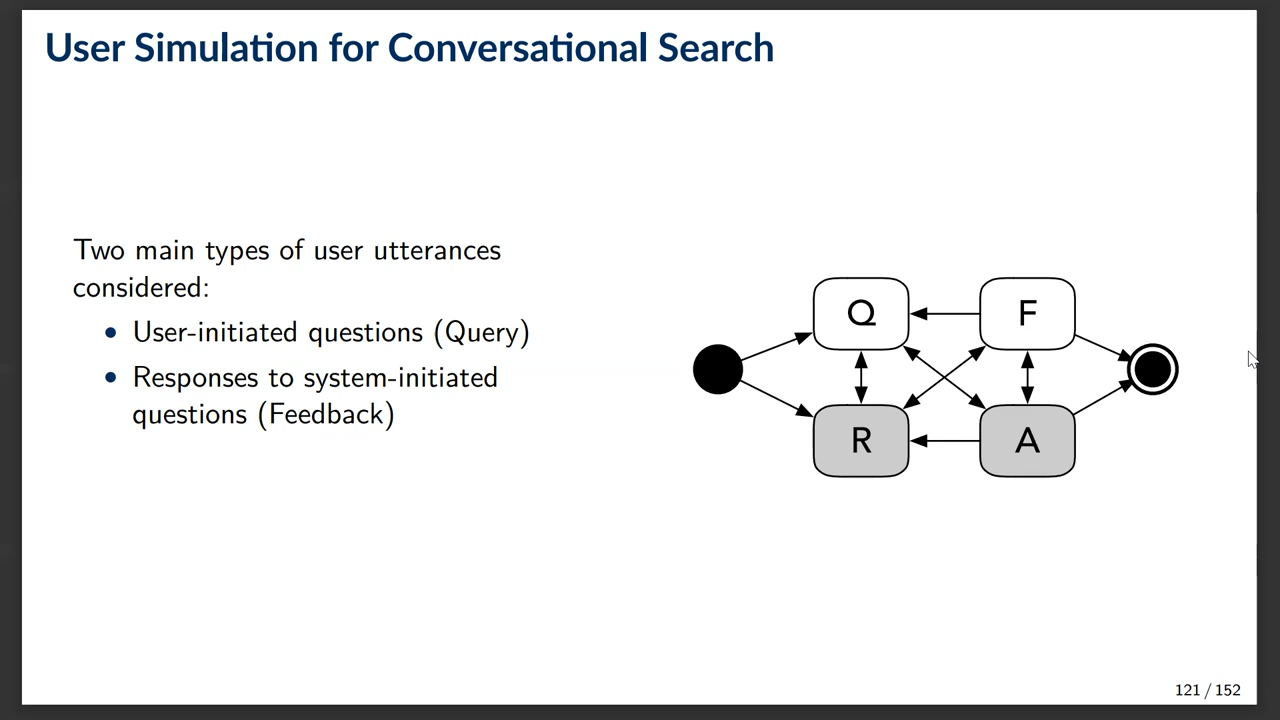 User Simulation for Conversational Search
Two main types of user utterances
considered:
• User-initiated questions (Query)
• Responses to system-initiated
questions (Feedback)
Q
F
R
A
121 / 152